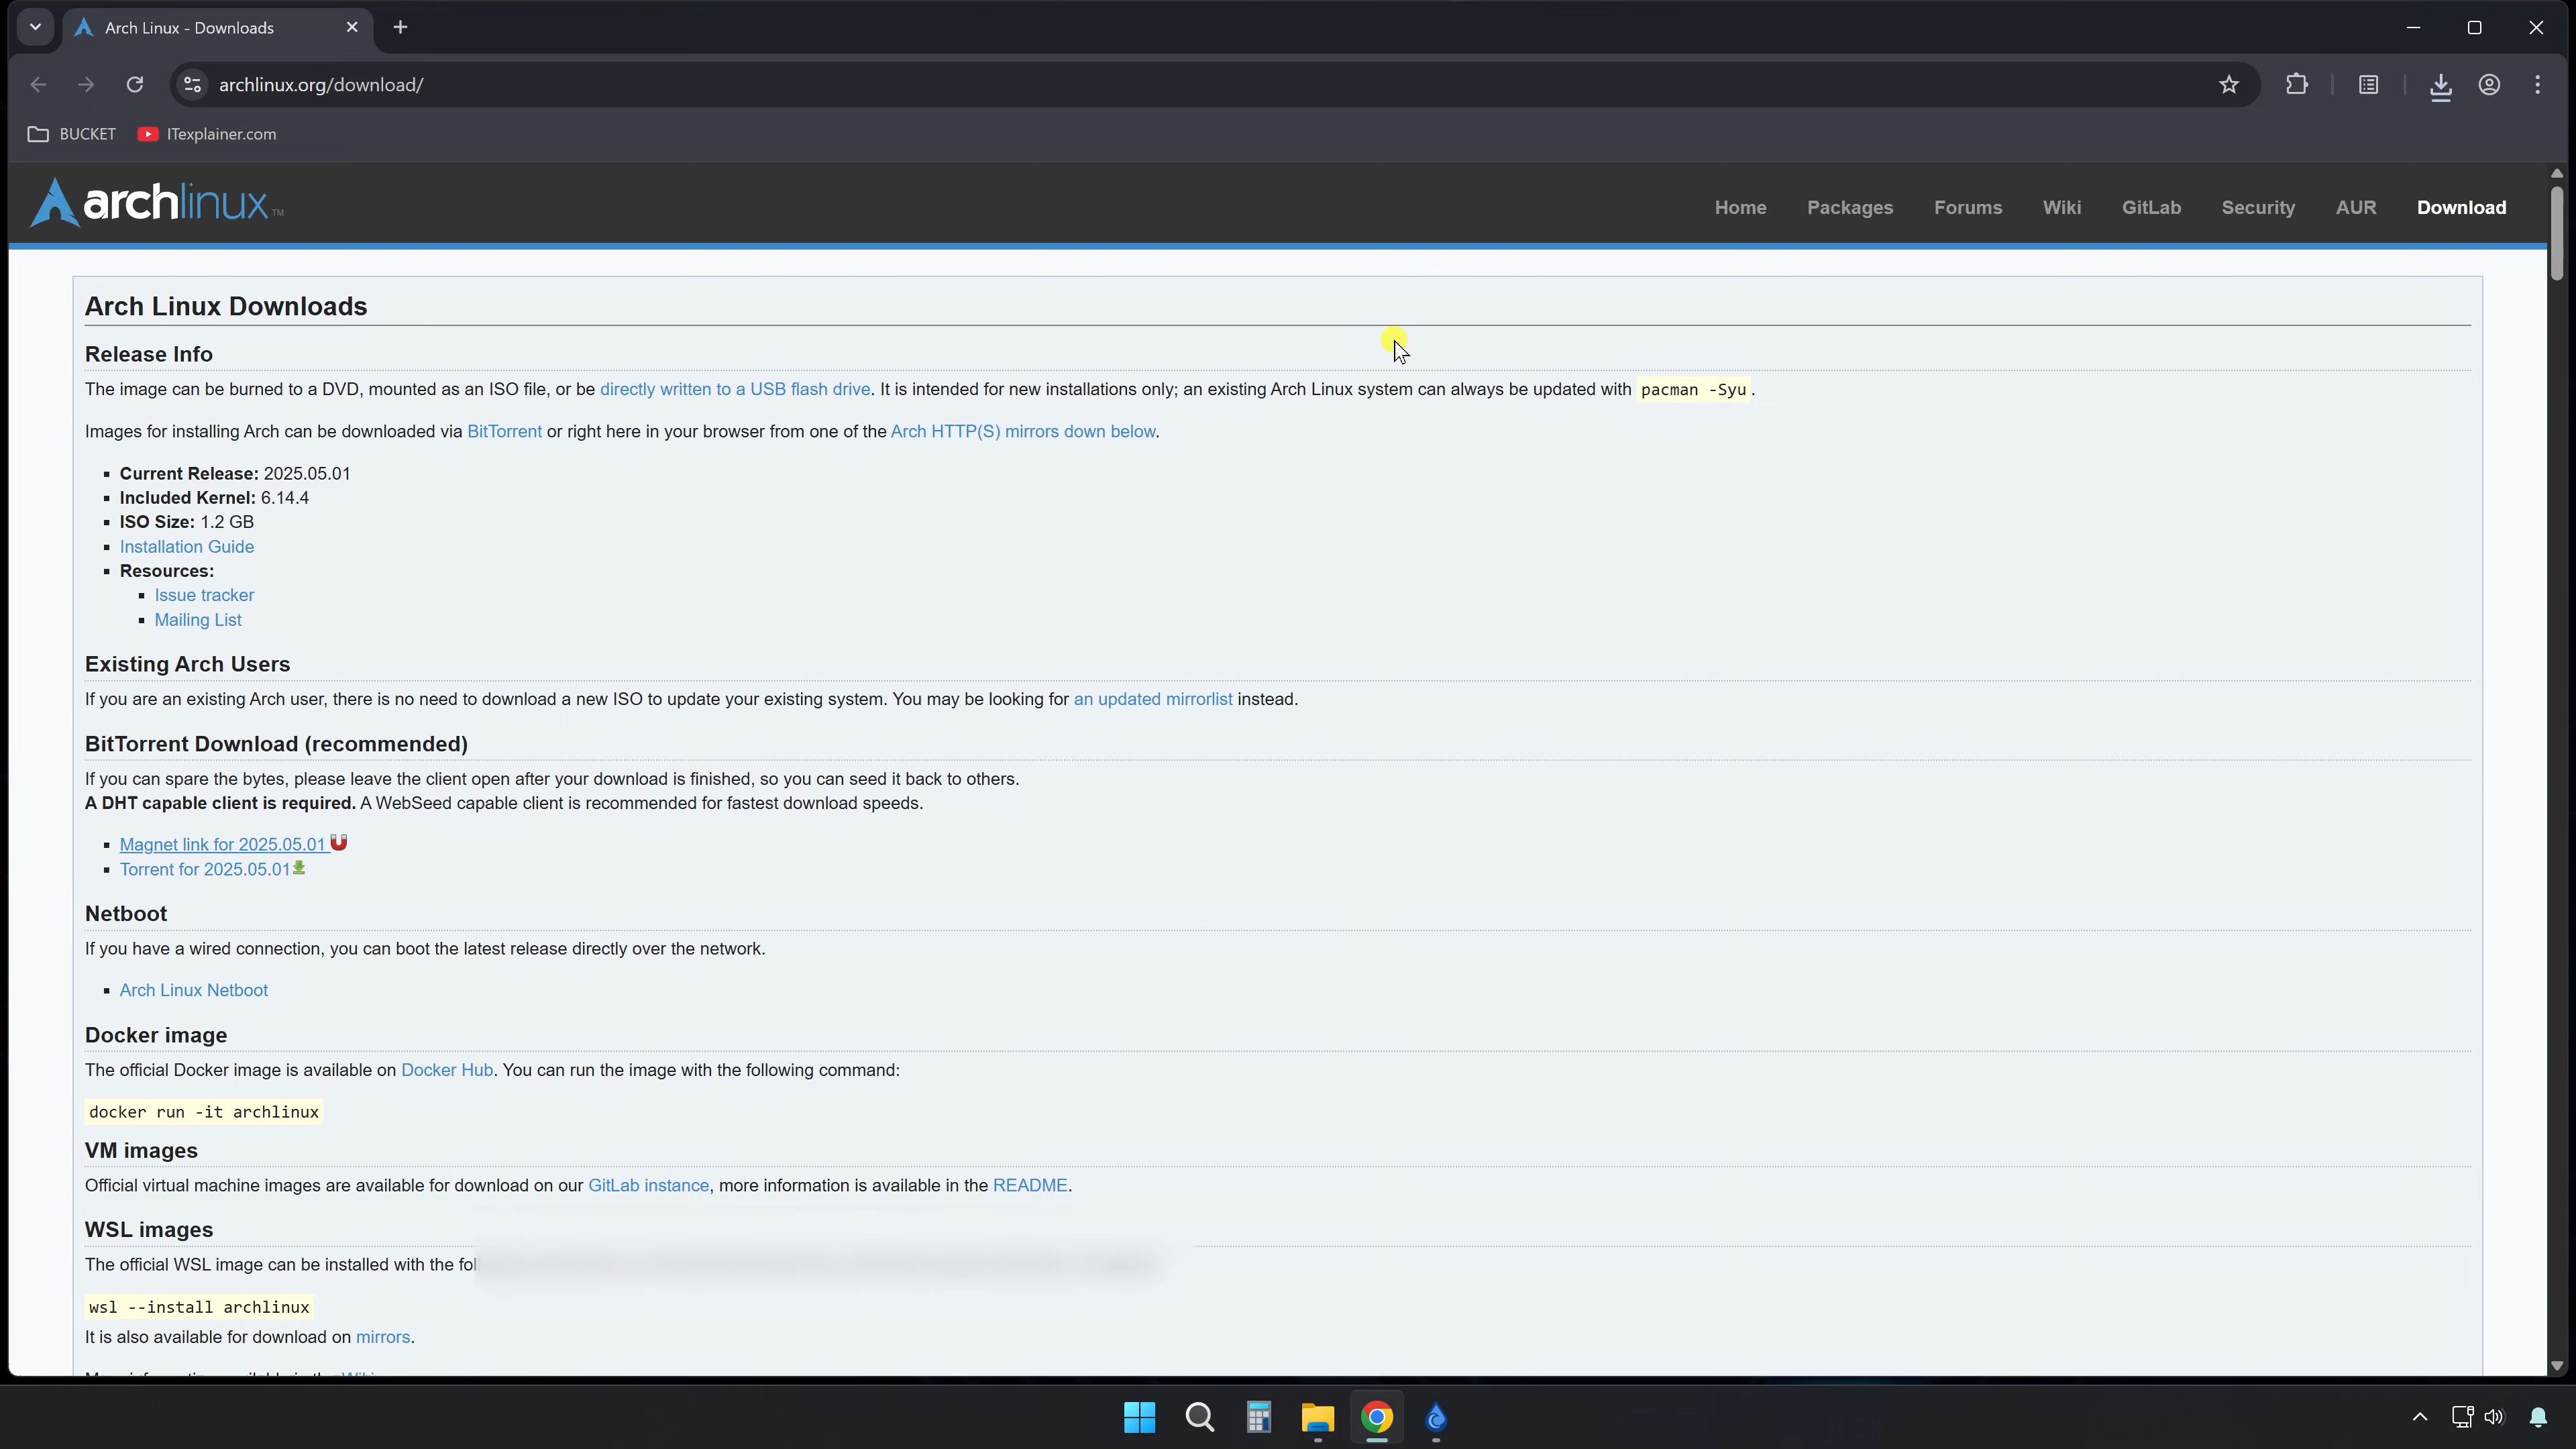 Arch Linux - Downloads
archlinux.org/download/
BUCKET ITexplainer.com
archlinux™
Home Packages Forums Wiki GitLab Security AUR Download
Arch Linux Downloads
Release Info
The image can be burned to a DVD, mounted as an ISO file, or be directly written to a USB flash drive. It is intended for new installations only; an existing Arch Linux system can always be updated with pacman -Syu.
Images for installing Arch can be downloaded via BitTorrent or right here in your browser from one of the Arch HTTP(S) mirrors down below.
Current Release: 2025.05.01
Included Kernel: 6.14.4
ISO Size: 1.2 GB
Installation Guide
Resources:
Issue tracker
Mailing List
Existing Arch Users
If you are an existing Arch user, there is no need to download a new ISO to update your existing system. You may be looking for an updated mirrorlist instead.
BitTorrent Download (recommended)
If you can spare the bytes, please leave the client open after your download is finished, so you can seed it back to others.
A DHT capable client is required. A WebSeed capable client is recommended for fastest download speeds.
Magnet link for 2025.05.01
Torrent for 2025.05.01
Netboot
If you have a wired connection, you can boot the latest release directly over the network.
Arch Linux Netboot
Docker image
The official Docker image is available on Docker Hub. You can run the image with the following command:
docker run -it archlinux
VM images
Official virtual machine images are available for download on our GitLab instance, more information is available in the README.
WSL images
The official WSL image can be installed with the fol
wsl --install archlinux
It is also available for download on mirrors.